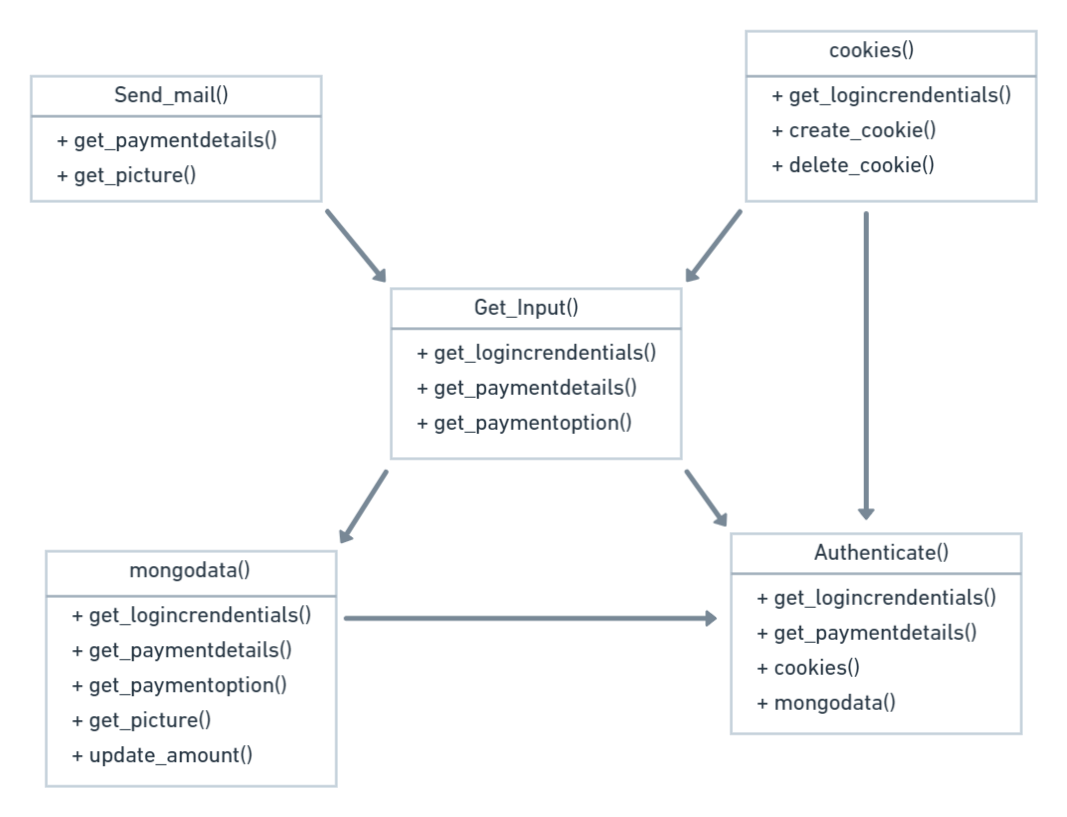 Send_mail()
+ get_paymentdetails()
+ get_picture()
cookies()
+ get_logincrendentials()
+ create_cookie()
+ delete_cookie()
Get_Input()
+ get_logincrendentials()
+ get_paymentdetails()
+ get_paymentoption()
mongodata()
+ get_logincrendentials()
+ get_paymentdetails()
+ get_paymentoption()
+ get_picture()
+ update_amount()
Authenticate()
+ get_logincrendentials()
+ get_paymentdetails()
+ cookies()
+ mongodata()